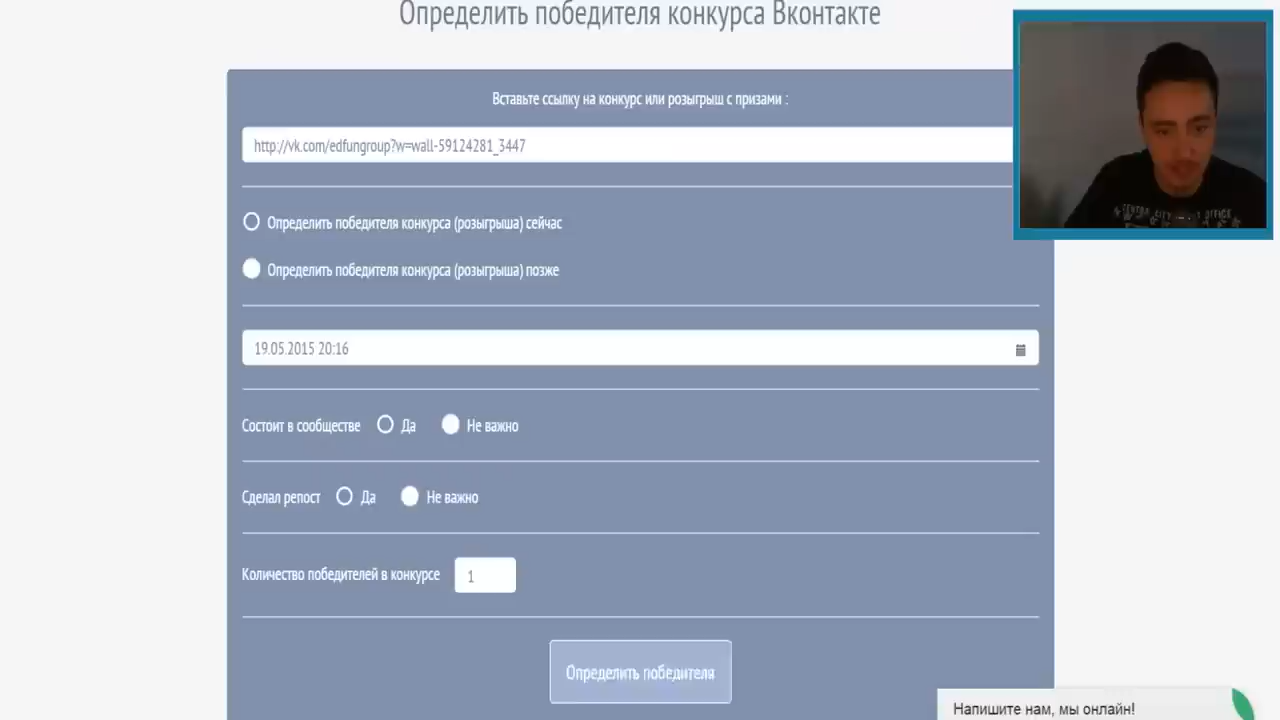 Определить победителя конкурса Вконтакте
Вставьте ссылку на конкурс или розыгрыш с призами :
http://vk.com/edfungroup?w=wall-59124281_3447
Определить победителя конкурса (розыгрыша) сейчас
Определить победителя конкурса (розыгрыша) позже
19.05.2015 20:16
Состоит в сообществе Да Не важно
Сделал репост Да Не важно
Количество победителей в конкурсе 1
Определить победителя
Напишите нам, мы онлайн!